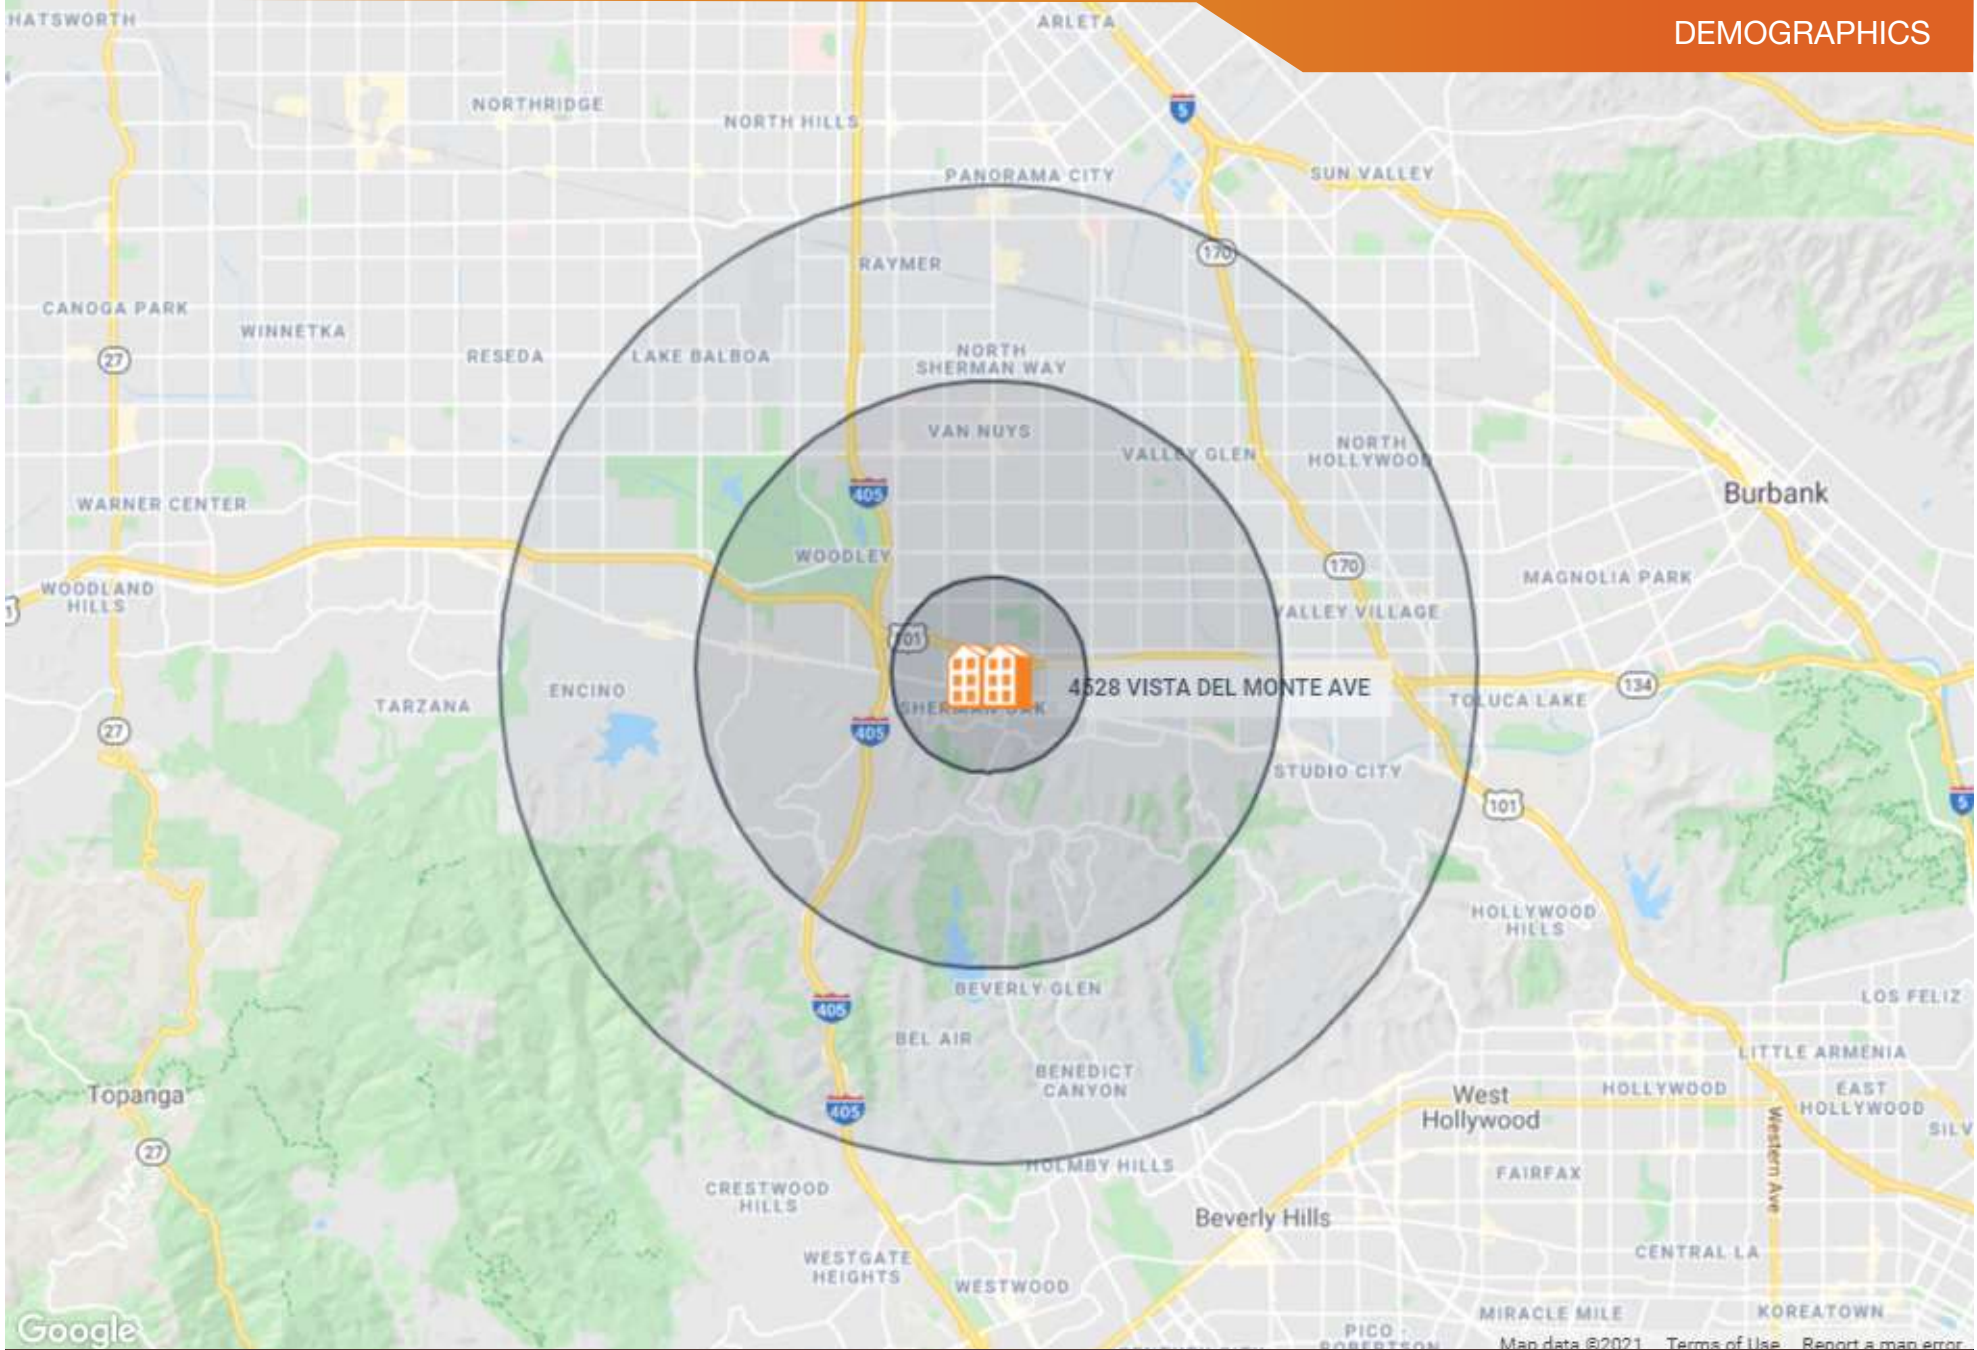 DEMOGRAPHICS
HATSWORTH
ARLETA
NORTHRIDGE
NORTH HILLS
5
PANORAMA CITY
SUN VALLEY
170
RAYMER
CANOGA PARK
WINNETKA
RESEDA
LAKE BALBOA
NORTH
SHERMAN WAY
27
VAN NUYS
VALLEY GLEN
NORTH
HOLLYWOOD
405
Burbank
WARNER CENTER
WOODLEY
170
MAGNOLIA PARK
WOODLAND
HILLS
VALLEY VILLAGE
101
4528 VISTA DEL MONTE AVE
ENCINO
TARZANA
SHERMAN OAK
TOLUCA LAKE
134
27
405
STUDIO CITY
101
5
HOLLYWOOD
HILLS
BEVERLY GLEN
LOS FELIZ
405
BEL AIR
LITTLE ARMENIA
BENEDICT
CANYON
Topanga
West
Hollywood
HOLLYWOOD
EAST
HOLLYWOOD
405
SILV
27
Western Ave
HOLMBY HILLS
FAIRFAX
CRESTWOOD
HILLS
Beverly Hills
WESTGATE
HEIGHTS
CENTRAL LA
WESTWOOD
MIRACLE MILE
KOREATOWN
Google
PICO -
ROBERTSON
Map data ©2021 Terms of Use Report a map error